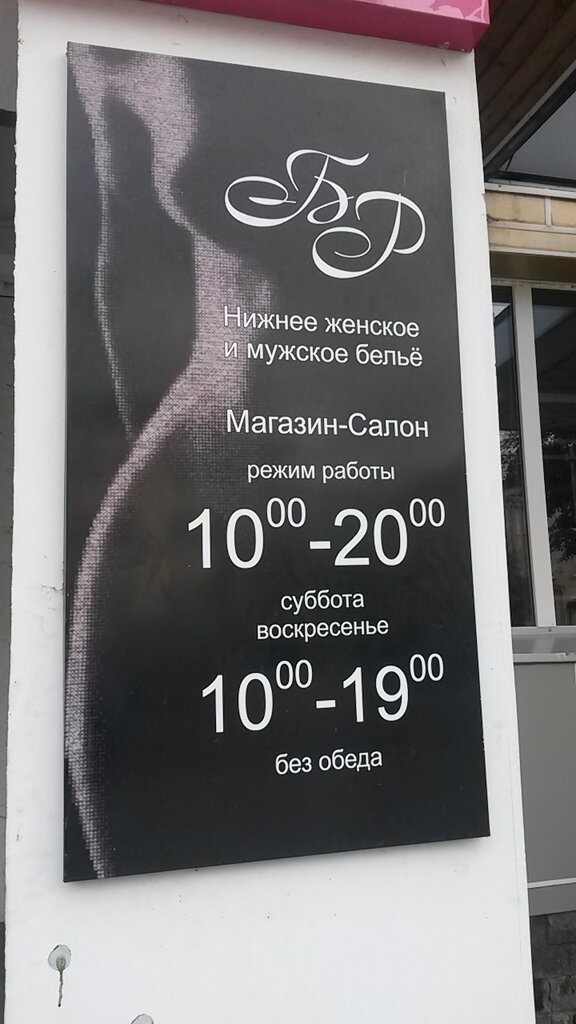 БР
Нижнее женское
и мужское бельё
Магазин-Салон
режим работы
10⁰⁰-20⁰⁰
суббота
воскресенье
10⁰⁰-19⁰⁰
без обеда